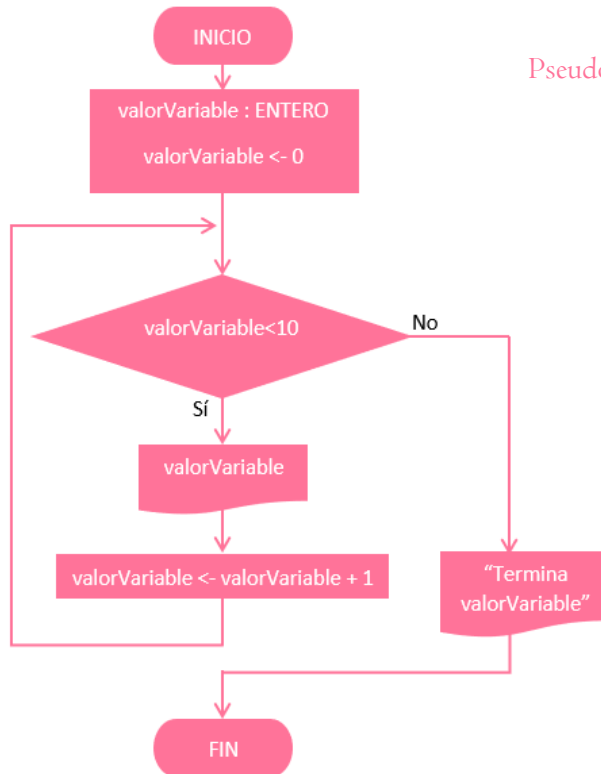 INICIO
Pseudo
valorVariable : ENTERO
valorVariable <- 0
valorVariable<10
No
Sí
valorVariable
valorVariable <- valorVariable + 1
“Termina
valorVariable”
FIN